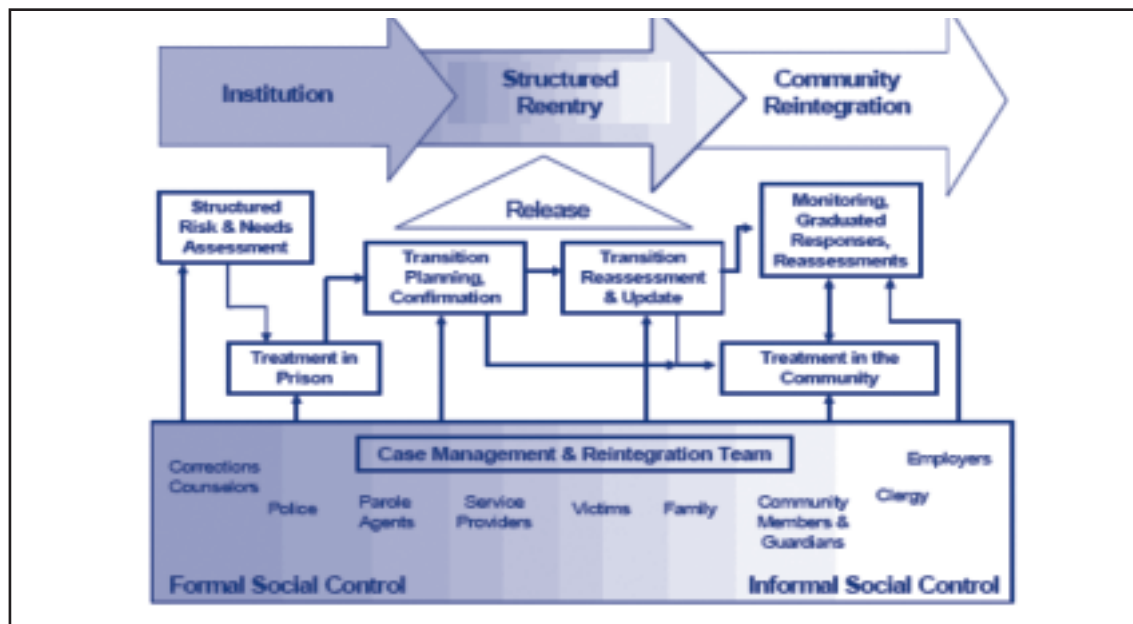 Institution
Structured
Reentry
Community
Reintegration
Structured
Risk & Needs
Assessment
Release
Monitoring,
Graduated
Responses,
Reassessments
Transition
Planning,
Confirmation
Transition
Reassessment
& Update
Treatment in
Prison
Treatment in the
Community
Case Management & Reintegration Team
Corrections
Counselors
Police
Parole
Agents
Service
Providers
Victims
Family
Community
Members &
Guardians
Clergy
Employers
Formal Social Control
Informal Social Control